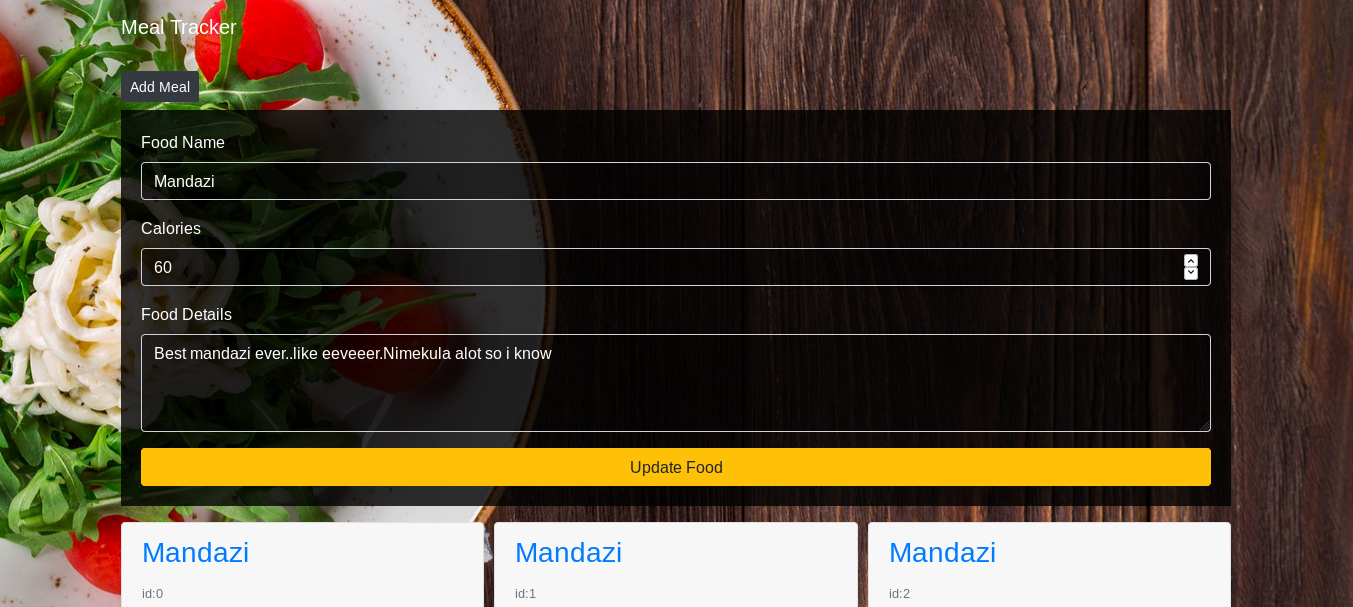 Meal Tracker
Add Meal
Food Name
Mandazi
Calories
60
Food Details
Best mandazi ever..like eeveeer.Nimekula alot so i know
Update Food
Mandazi Mandazi Mandazi
id:0 id:1 id:2